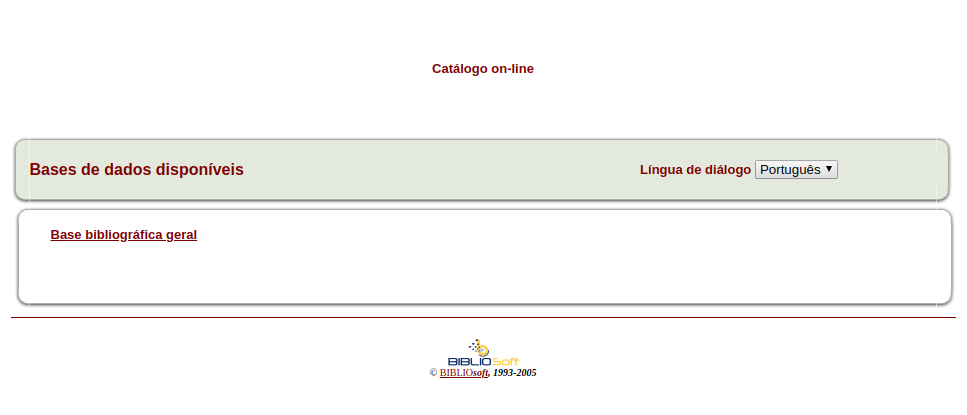 Catálogo on-line
Bases de dados disponíveis
Língua de diálogo Português
Base bibliográfica geral
BIBLIOSoft
© BIBLIOsoft, 1993-2005